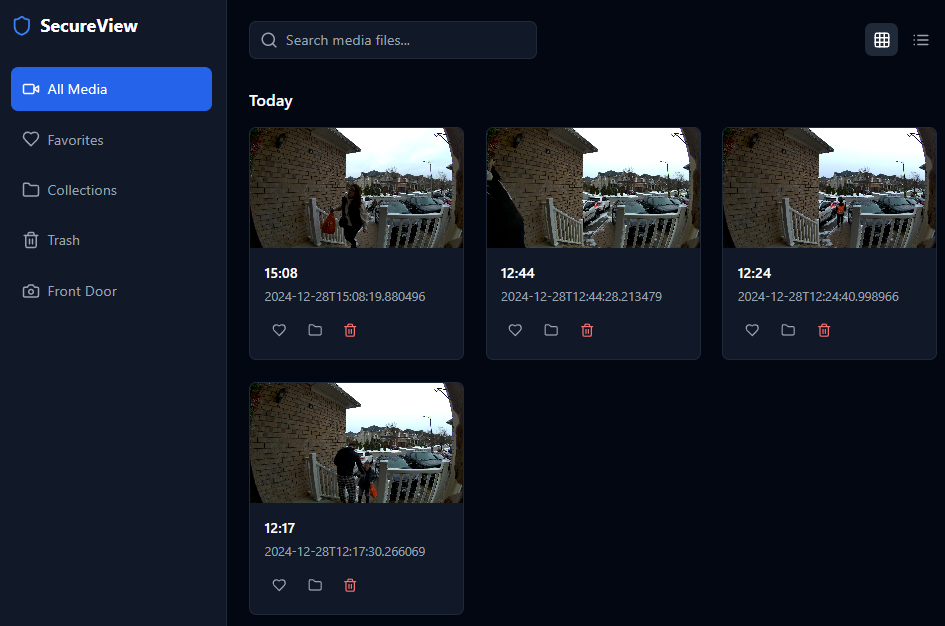 SecureView
Search media files...
All Media
Favorites
Collections
Trash
Front Door
Today
15:08
2024-12-28T15:08:19.880496
12:44
2024-12-28T12:44:28.213479
12:24
2024-12-28T12:24:40.998966
12:17
2024-12-28T12:17:30.266069